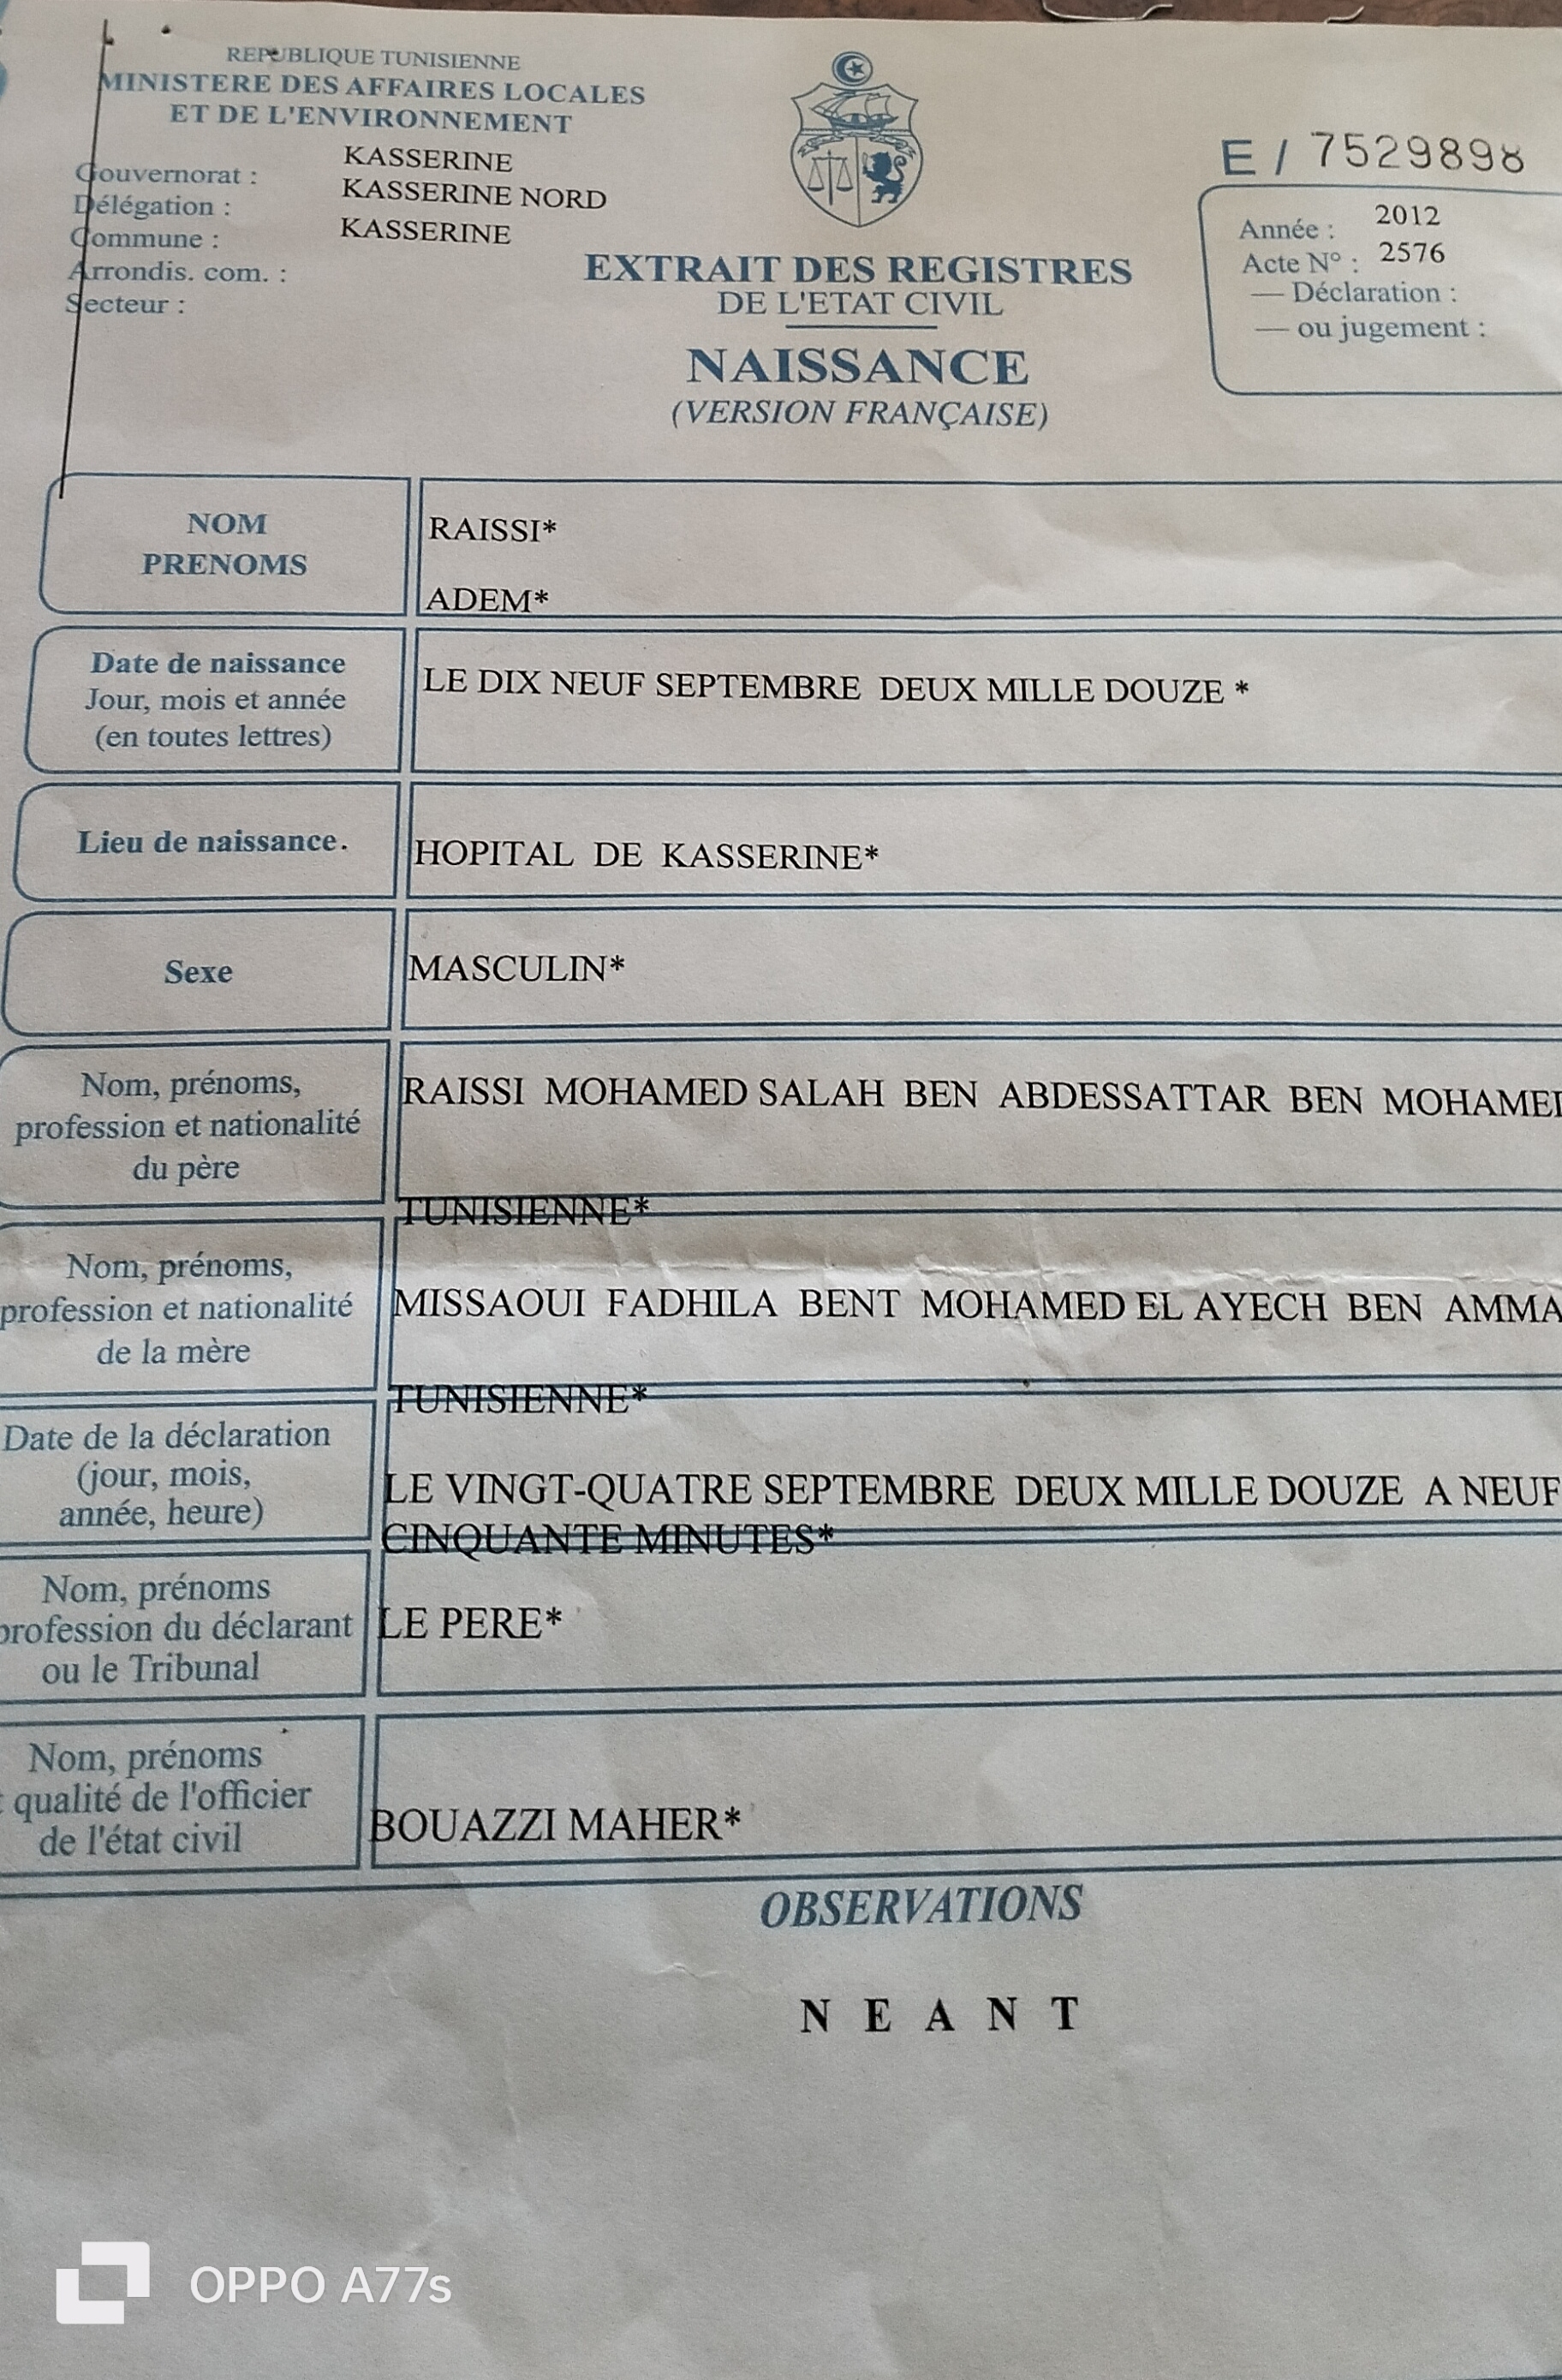 REPUBLIQUE TUNISIENNE
MINISTERE DES AFFAIRES LOCALES
ET DE L'ENVIRONNEMENT
Gouvernorat : KASSERINE
Délégation : KASSERINE NORD
Commune : KASSERINE
Arrondis. com. :
Secteur :
E / 7529898
Année : 2012
Acte N° : 2576
— Déclaration :
— ou jugement :
EXTRAIT DES REGISTRES
DE L'ETAT CIVIL
NAISSANCE
(VERSION FRANÇAISE)
NOM
PRENOMS
RAISSI*
ADEM*
Date de naissance
Jour, mois et année
(en toutes lettres)
LE DIX NEUF SEPTEMBRE DEUX MILLE DOUZE *
Lieu de naissance.
HOPITAL DE KASSERINE*
Sexe
MASCULIN*
Nom, prénoms,
profession et nationalité
du père
RAISSI MOHAMED SALAH BEN ABDESSATTAR BEN MOHAMED
TUNISIENNE*
Nom, prénoms,
profession et nationalité
de la mère
MISSAOUI FADHILA BENT MOHAMED EL AYECH BEN AMMA
TUNISIENNE*
Date de la déclaration
(jour, mois,
année, heure)
LE VINGT-QUATRE SEPTEMBRE DEUX MILLE DOUZE A NEUF
CINQUANTE MINUTES*
Nom, prénoms
profession du déclarant
ou le Tribunal
LE PERE*
Nom, prénoms
qualité de l'officier
de l'état civil
BOUAZZI MAHER*
OBSERVATIONS
N E A N T
OPPO A77s